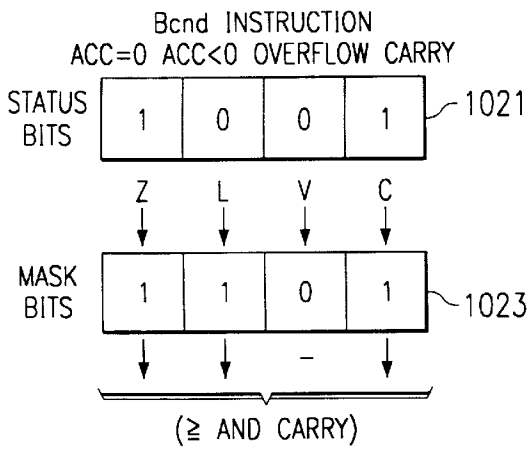 Bcnd INSTRUCTION
ACC=0 ACC<0 OVERFLOW CARRY
STATUS BITS 1 0 0 1 1021
Z L V C
MASK BITS 1 1 0 1 1023
–
(≧ AND CARRY)